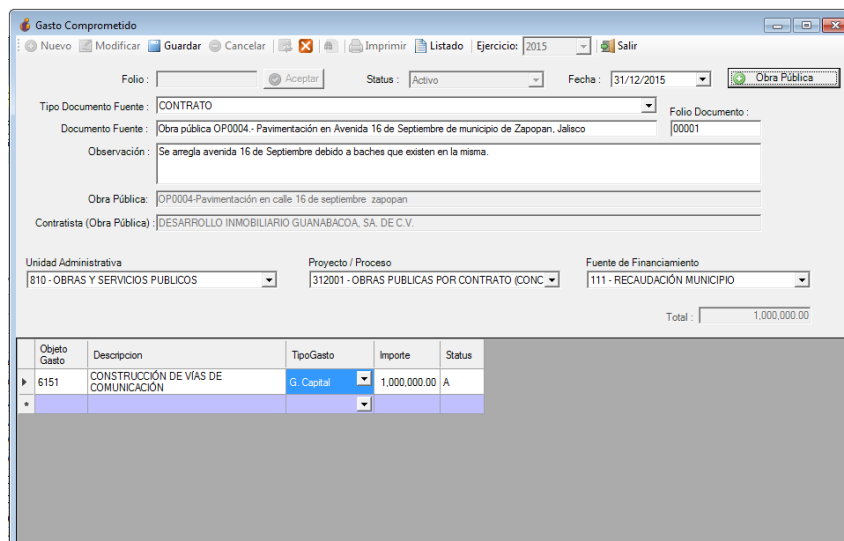 Gasto Comprometido
Nuevo Modificar Guardar Cancelar Imprimir Listado Ejercicio: 2015 Salir
Folio : Aceptar Status : Activo Fecha : 31/12/2015 Obra Pública
Tipo Documento Fuente : CONTRATO Folio Documento :
Documento Fuente : Obra pública OP0004.- Pavimentación en Avenida 16 de Septiembre de municipio de Zapopan, Jalisco 00001
Observación : Se arregla avenida 16 de Septiembre debido a baches que existen en la misma.
Obra Pública: OP0004-Pavimentación en calle 16 de septiembre zapopan
Contratista (Obra Pública) : DESARROLLO INMOBILIARIO GUANABACOA, SA. DE C.V.
Unidad Administrativa Proyecto / Proceso Fuente de Financiamiento
810 - OBRAS Y SERVICIOS PUBLICOS 312001 - OBRAS PUBLICAS POR CONTRATO (CONC 111 - RECAUDACIÓN MUNICIPIO
Total : 1,000,000.00
Objeto Gasto Descripcion TipoGasto Importe Status
6151 CONSTRUCCIÓN DE VÍAS DE COMUNICACIÓN G. Capital 1,000,000.00 A